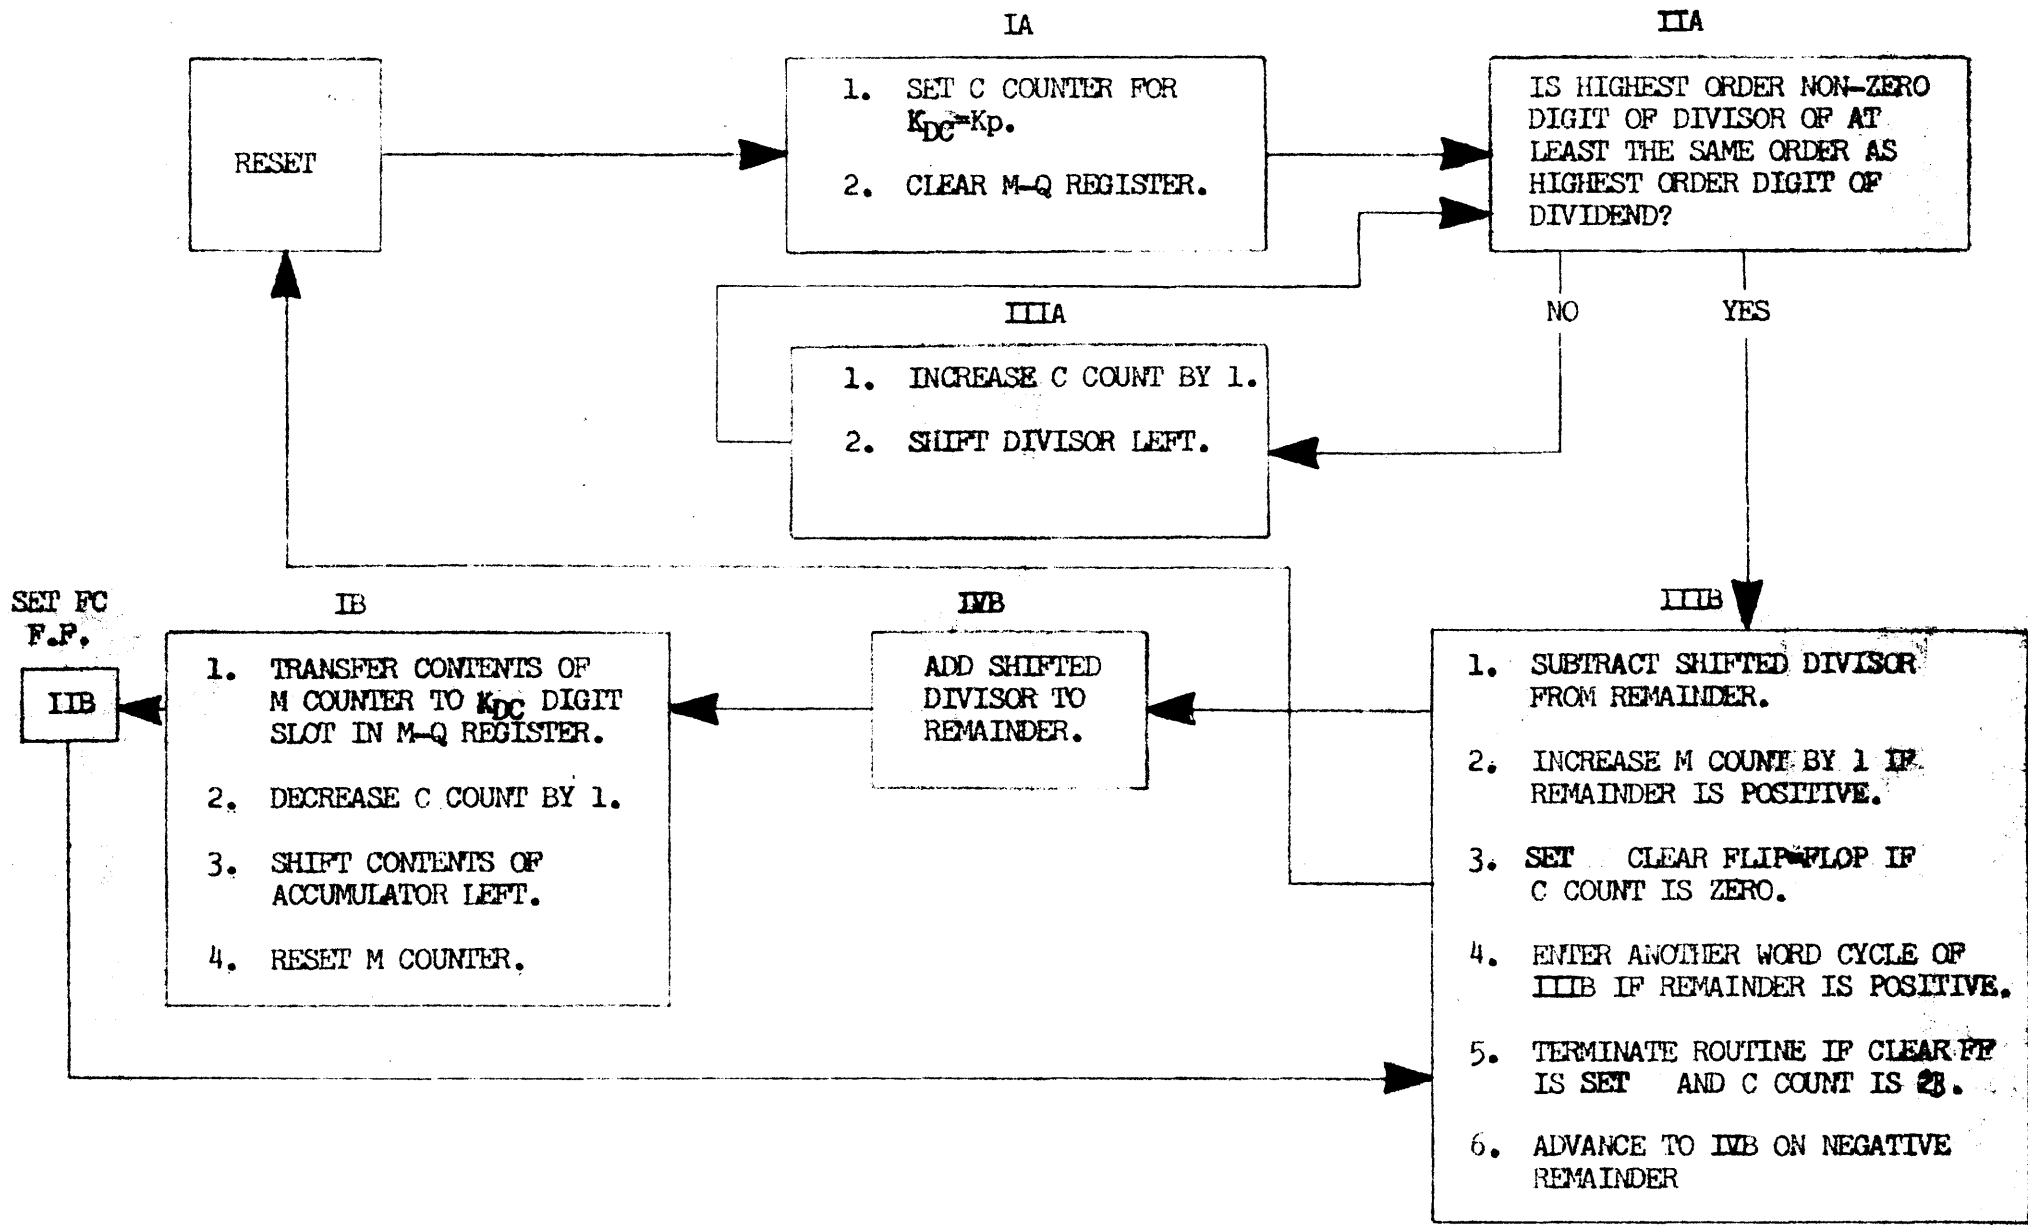 IA
IIA
RESET
1. SET C COUNTER FOR
KDC=Kp.
2. CLEAR M-Q REGISTER.
IS HIGHEST ORDER NON-ZERO
DIGIT OF DIVISOR OF AT
LEAST THE SAME ORDER AS
HIGHEST ORDER DIGIT OF
DIVIDEND?
NO
YES
IIIA
1. INCREASE C COUNT BY 1.
2. SHIFT DIVISOR LEFT.
SET FC
F.F.
IIB
IB
1. TRANSFER CONTENTS OF
M COUNTER TO KDC DIGIT
SLOT IN M-Q REGISTER.
2. DECREASE C COUNT BY 1.
3. SHIFT CONTENTS OF
ACCUMULATOR LEFT.
4. RESET M COUNTER.
IVB
ADD SHIFTED
DIVISOR TO
REMAINDER.
IIIB
1. SUBTRACT SHIFTED DIVISOR
FROM REMAINDER.
2. INCREASE M COUNT BY 1 IF
REMAINDER IS POSITIVE.
3. SET CLEAR FLIP-FLOP IF
C COUNT IS ZERO.
4. ENTER ANOTHER WORD CYCLE OF
IIIB IF REMAINDER IS POSITIVE.
5. TERMINATE ROUTINE IF CLEAR FF
IS SET AND C COUNT IS
6. ADVANCE TO IVB ON NEGATIVE
REMAINDER